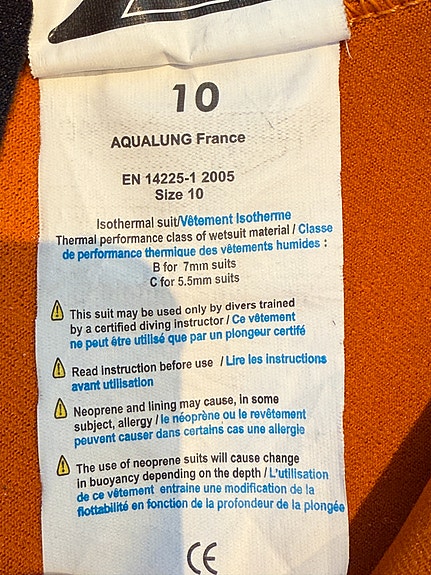 10
AQUALUNG France
EN 14225-1 2005
Size 10
Isothermal suit/Vêtement Isotherme
Thermal performance class of wetsuit material / Classe
de performance thermique des vêtements humides :
B for 7mm suits
C for 5.5mm suits
This suit may be used only by divers trained
by a certified diving instructor / Ce vêtement
ne peut être utilisé que par un plongeur certifé
Read instruction before use / Lire les instructions
avant utilisation
Neoprene and lining may cause, in some
subject, allergy / le néoprène ou le revêtement
peuvent causer dans certains cas une allergie
The use of neoprene suits will cause change
in buoyancy depending on the depth / L'utilisation
de ce vêtement entraine une modification de la
flottabilité en fonction de la profondeur de la plongée
CE